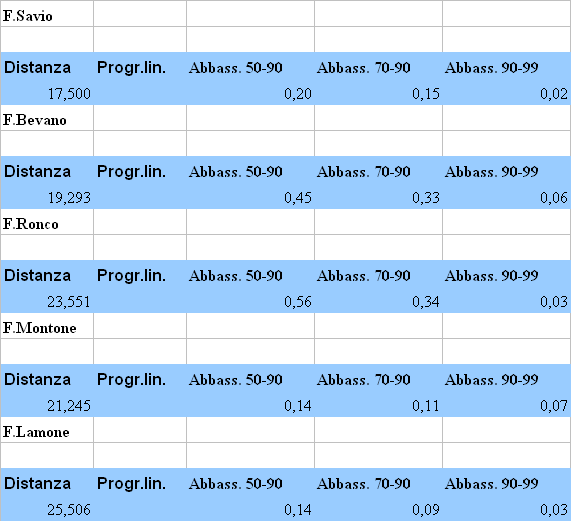 F.Savio
Distanza Progr.lin. Abbass. 50-90 Abbass. 70-90 Abbass. 90-99
17,500 0,20 0,15 0,02
F.Bevano
Distanza Progr.lin. Abbass. 50-90 Abbass. 70-90 Abbass. 90-99
19,293 0,45 0,33 0,06
F.Ronco
Distanza Progr.lin. Abbass. 50-90 Abbass. 70-90 Abbass. 90-99
23,551 0,56 0,34 0,03
F.Montone
Distanza Progr.lin. Abbass. 50-90 Abbass. 70-90 Abbass. 90-99
21,245 0,14 0,11 0,07
F.Lamone
Distanza Progr.lin. Abbass. 50-90 Abbass. 70-90 Abbass. 90-99
25,506 0,14 0,09 0,03